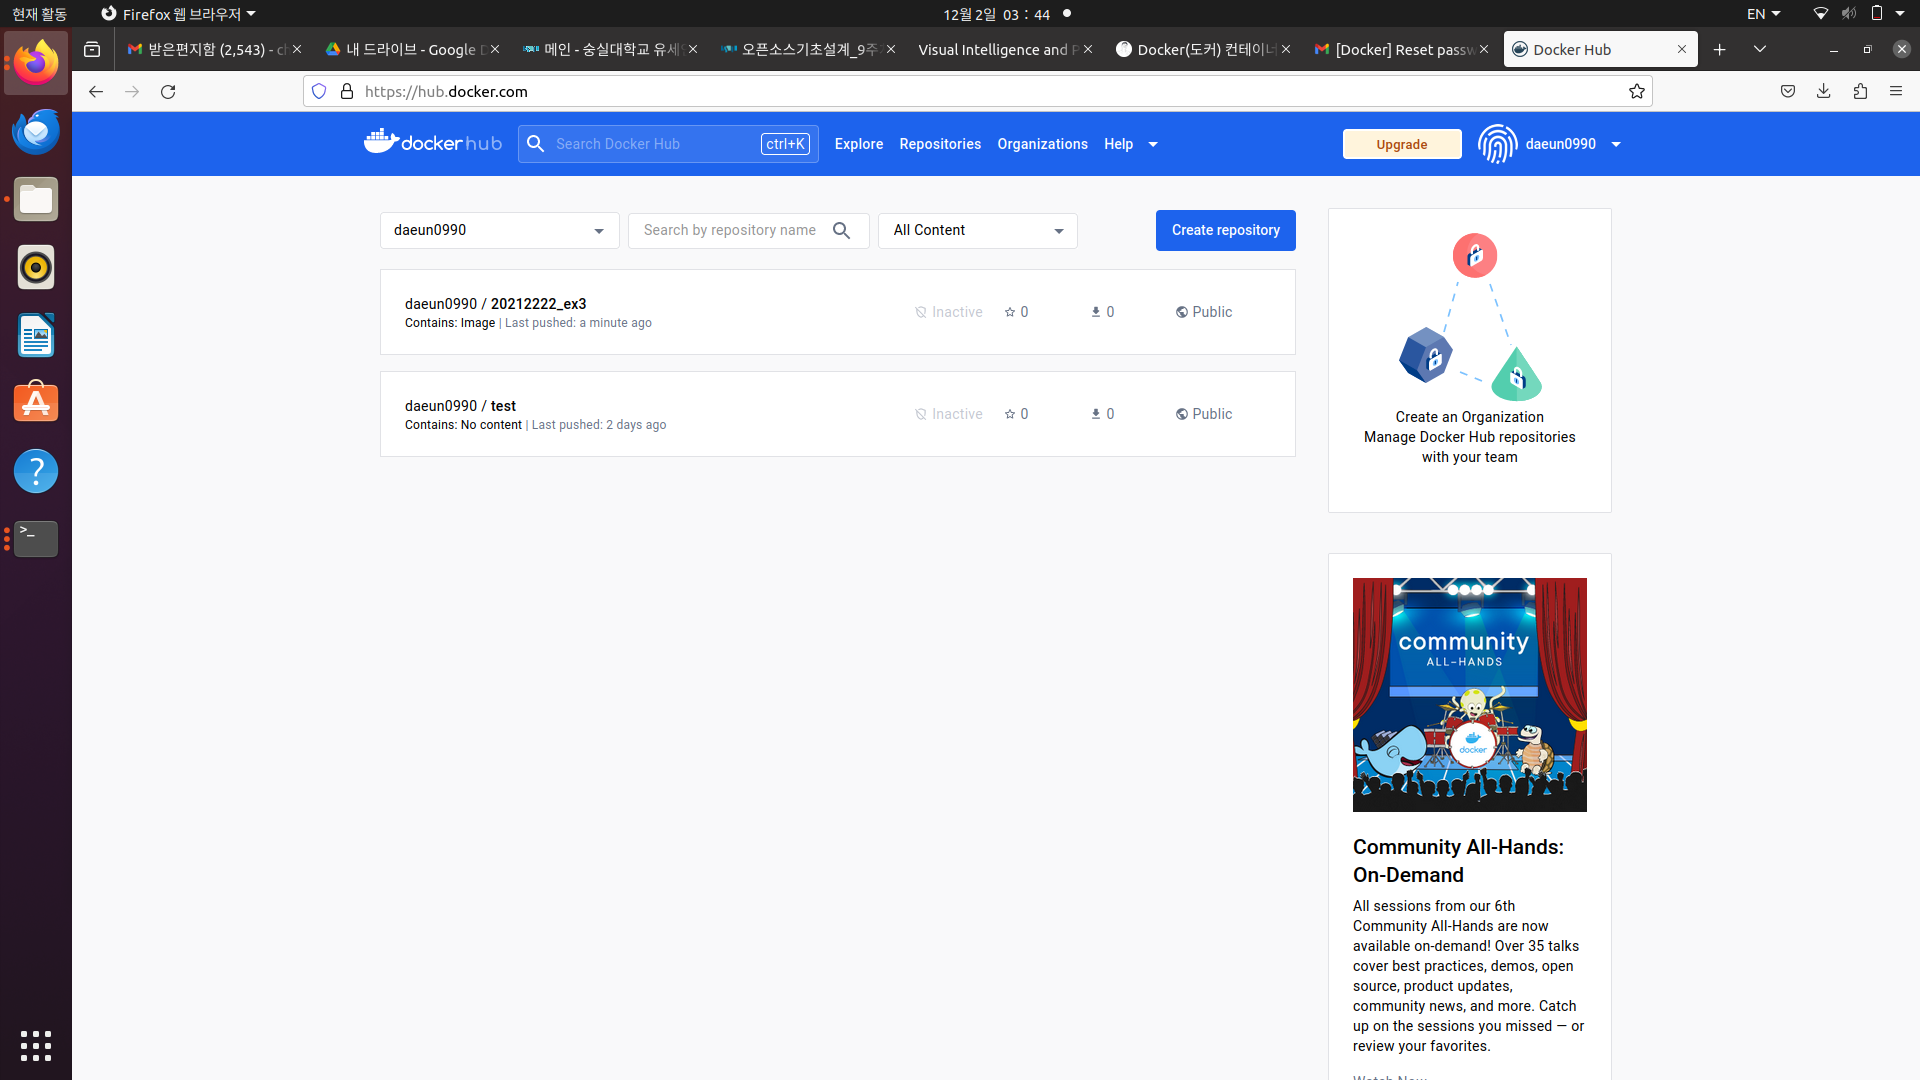 현재 활동
Firefox 웹 브라우저
12월 2일 03 : 44
EN
받은편지함 (2,543) - ch
내 드라이브 - Google D
메인 - 숭실대학교 유세
오픈소스기초설계_9주
Visual Intelligence and P
Docker(도커) 컨테이너
[Docker] Reset passw
Docker Hub
https://hub.docker.com
docker hub
Search Docker Hub
ctrl+K
Explore
Repositories
Organizations
Help
Upgrade
daeun0990
daeun0990
Search by repository name
All Content
Create repository
daeun0990 / 20212222_ex3
Contains: Image | Last pushed: a minute ago
Inactive
0
0
Public
daeun0990 / test
Contains: No content | Last pushed: 2 days ago
Inactive
0
0
Public
Create an Organization
Manage Docker Hub repositories
with your team
community
ALL-HANDS
docker
Community All-Hands:
On-Demand
All sessions from our 6th
Community All-Hands are now
available on-demand! Over 35 talks
cover best practices, demos, open
source, product updates,
community news, and more. Catch
up on the sessions you missed — or
review your favorites.
Watch Now